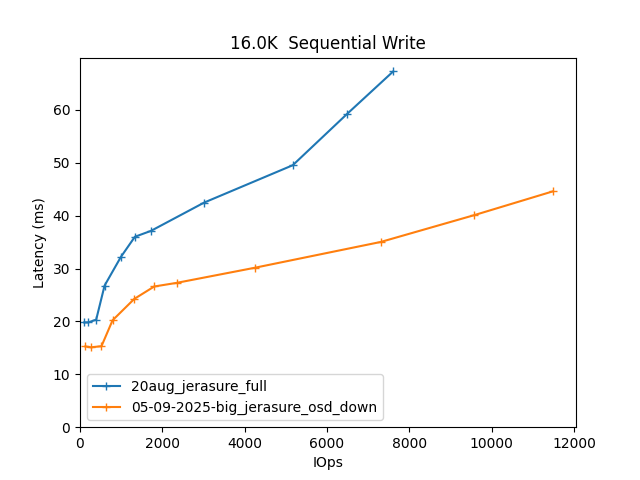 16.0K  Sequential Write
Latency (ms)
60
50
40
30
20
10
0
20aug_jerasure_full
05-09-2025-big_jerasure_osd_down
0 2000 4000 6000 8000 10000 12000
IOps